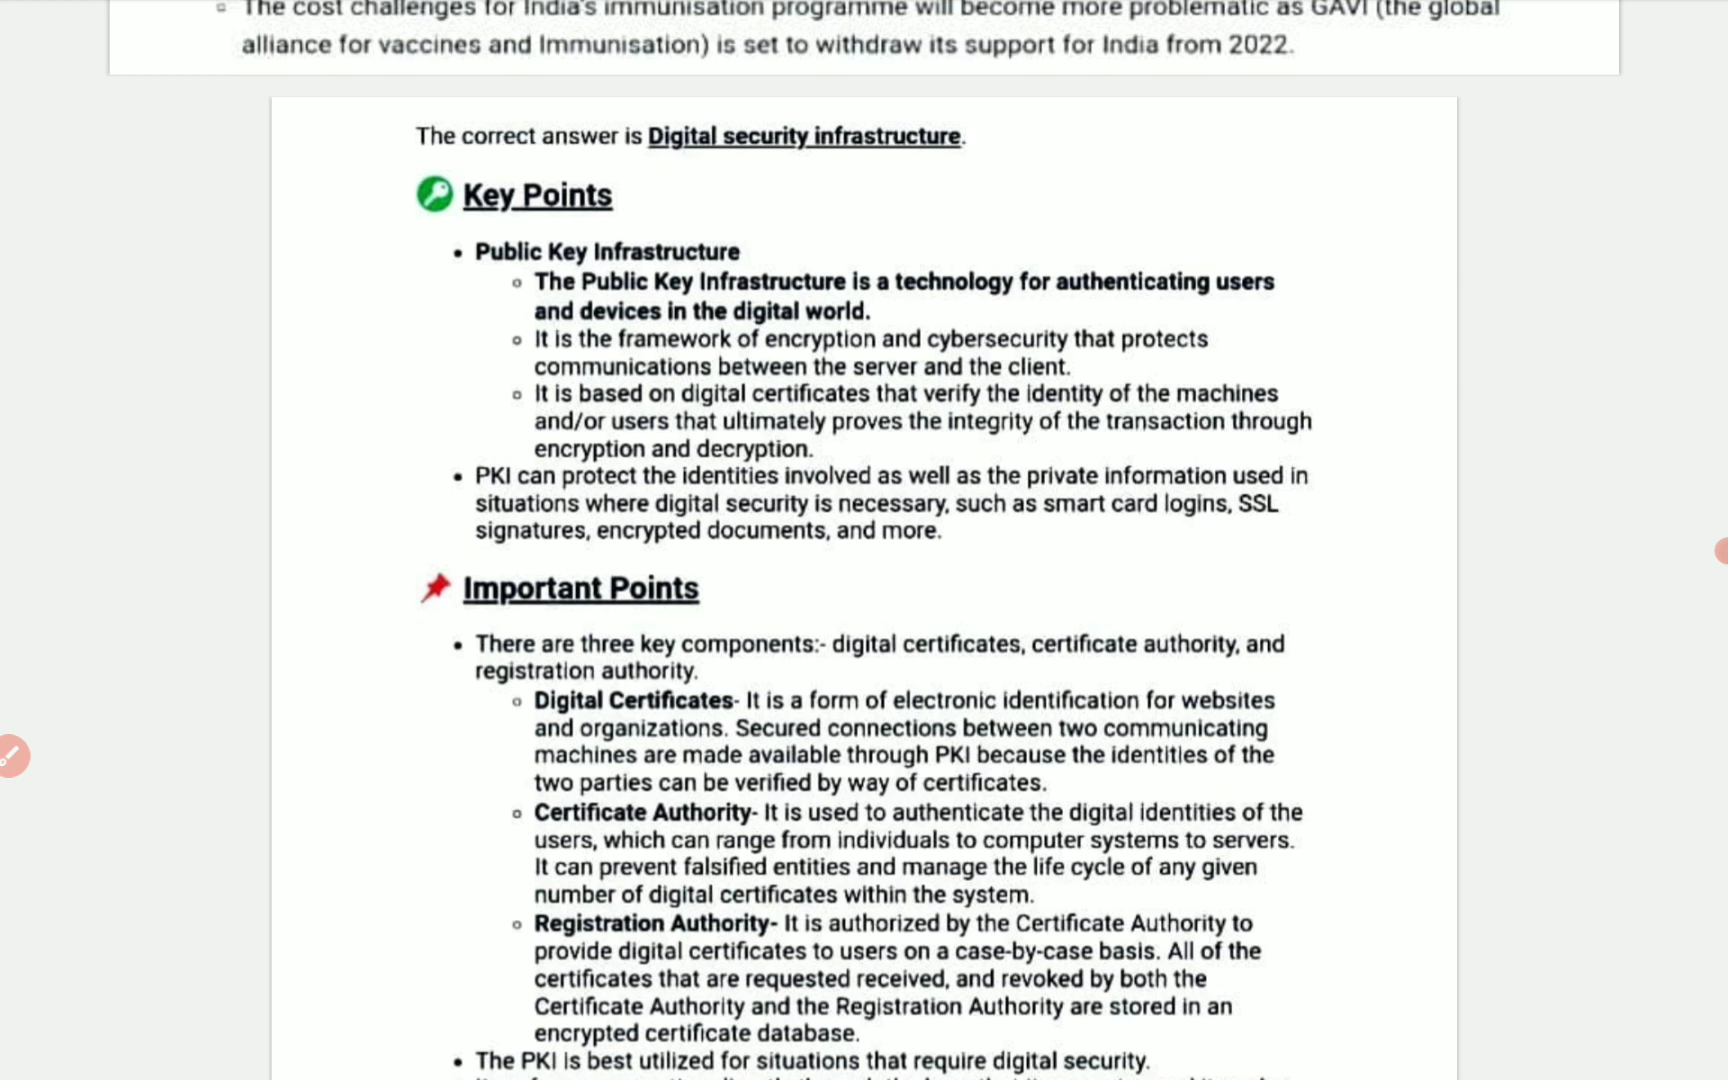 The cost challenges for India's immunisation programme will become more problematic as GAVI (the global
alliance for vaccines and Immunisation) is set to withdraw its support for India from 2022.
The correct answer is Digital security infrastructure.
Key Points
• Public Key Infrastructure
The Public Key Infrastructure is a technology for authenticating users
and devices in the digital world.
It is the framework of encryption and cybersecurity that protects
communications between the server and the client.
It is based on digital certificates that verify the identity of the machines
and/or users that ultimately proves the integrity of the transaction through
encryption and decryption.
• PKI can protect the identities involved as well as the private information used in
situations where digital security is necessary, such as smart card logins, SSL
signatures, encrypted documents, and more.
Important Points
• There are three key components:- digital certificates, certificate authority, and
registration authority.
Digital Certificates- It is a form of electronic identification for websites
and organizations. Secured connections between two communicating
machines are made available through PKI because the identities of the
two parties can be verified by way of certificates.
Certificate Authority- It is used to authenticate the digital identities of the
users, which can range from individuals to computer systems to servers.
It can prevent falsified entities and manage the life cycle of any given
number of digital certificates within the system.
Registration Authority- It is authorized by the Certificate Authority to
provide digital certificates to users on a case-by-case basis. All of the
certificates that are requested received, and revoked by both the
Certificate Authority and the Registration Authority are stored in an
encrypted certificate database.
• The PKI is best utilized for situations that require digital security.